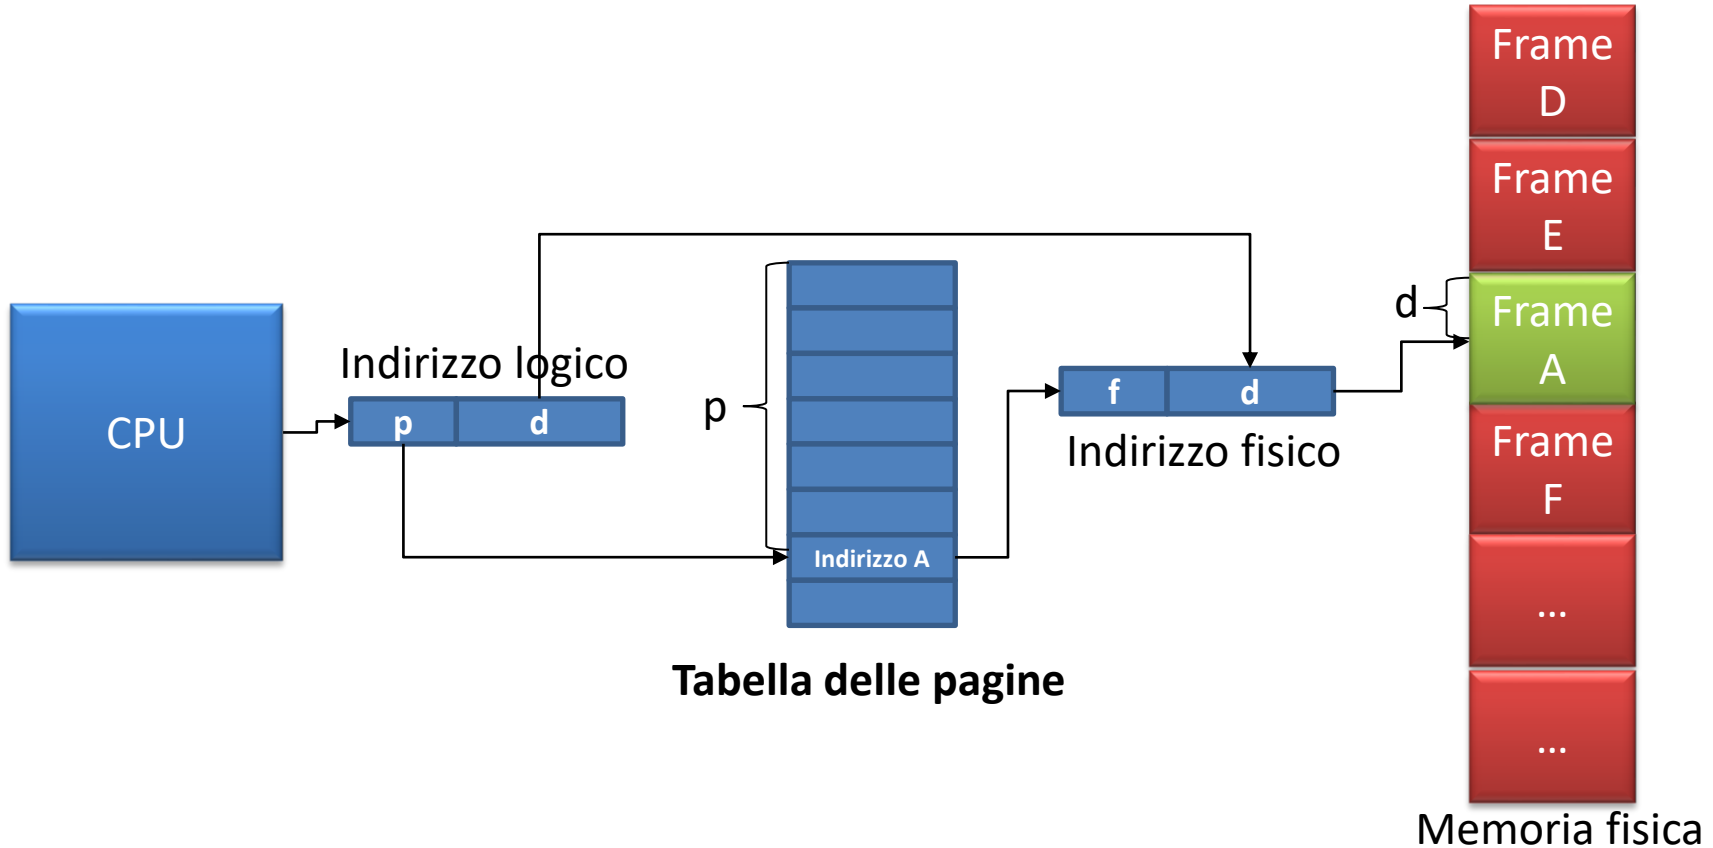 CPU
Indirizzo logico
p
d
p
Indirizzo A
Tabella delle pagine
f
d
Indirizzo fisico
d
Frame
D
Frame
E
Frame
A
Frame
F
...
...
Memoria fisica